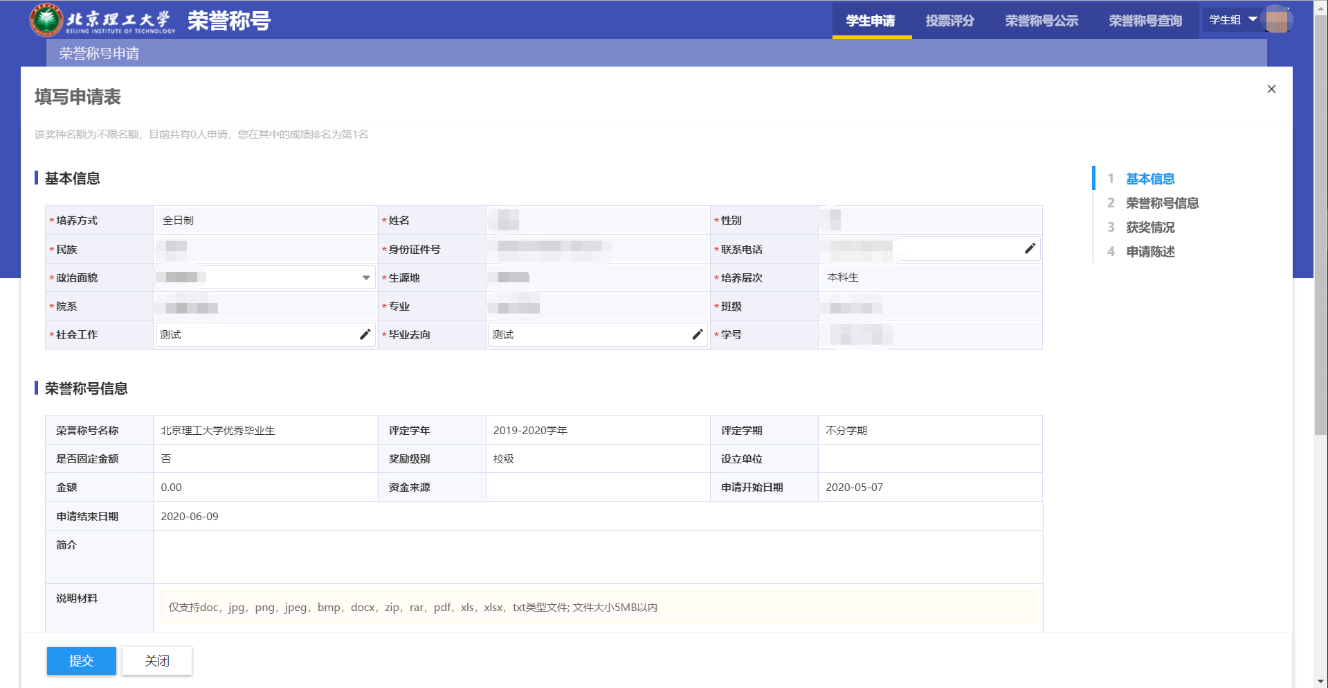 北京理工大学 荣誉称号 学生申请 投票评分 荣誉称号公示 荣誉称号查询 学生组
BEIJING INSTITUTE OF TECHNOLOGY
荣誉称号申请
填写申请表 ×
该奖种名额为不限名额，目前共有0人申请，您在其中的成绩排名为第1名
基本信息
1 基本信息
2 荣誉称号信息
3 获奖情况
4 申请陈述
*培养方式 全日制 *姓名 *性别
*民族 *身份证件号 *联系电话
*政治面貌 *生源地 *培养层次 本科生
*院系 *专业 *班级
*社会工作 测试 *毕业去向 测试 *学号
荣誉称号信息
荣誉称号名称 北京理工大学优秀毕业生 评定学年 2019-2020学年 评定学期 不分学期
是否固定金额 否 奖励级别 校级 设立单位
金额 0.00 资金来源 申请开始日期 2020-05-07
申请结束日期 2020-06-09
简介
说明材料 仅支持doc，jpg，png，jpeg，bmp，docx，zip，rar，pdf，xls，xlsx，txt类型文件; 文件大小5MB以内
提交 关闭